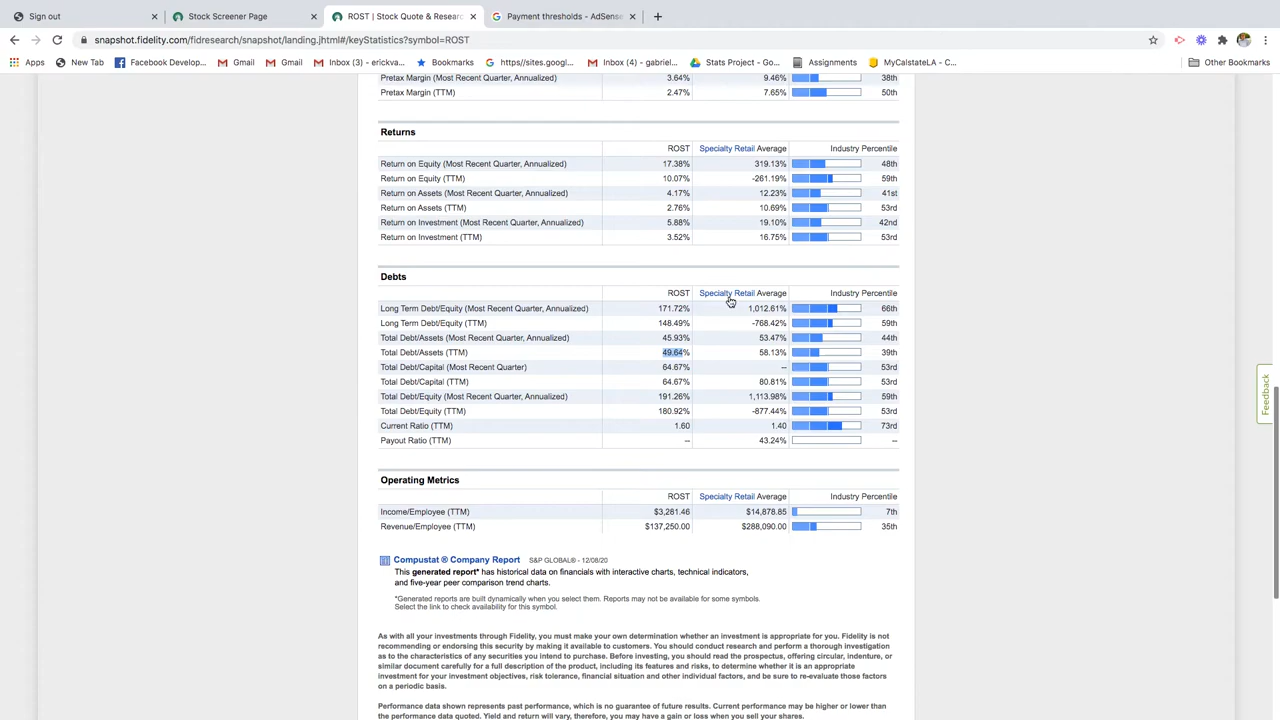 Sign out
Stock Screener Page
ROST | Stock Quote & Researc
Payment thresholds - AdSense
snapshot.fidelity.com/fidresearch/snapshot/landing.jhtml#/keyStatistics?symbol=ROST
Apps New Tab Facebook Develop... Gmail Gmail Inbox (3) - erickva... Bookmarks https//sites.googl... Inbox (4) - gabriel... Stats Project - Go... Assignments MyCalstateLA - C... Other Bookmarks
Pretax Margin (Most Recent Quarter, Annualized) 3.64% 9.46% 38th
Pretax Margin (TTM) 2.47% 7.65% 50th
Returns
ROST Specialty Retail Average Industry Percentile
Return on Equity (Most Recent Quarter, Annualized) 17.38% 319.13% 48th
Return on Equity (TTM) 10.07% -261.19% 59th
Return on Assets (Most Recent Quarter, Annualized) 4.17% 12.23% 41st
Return on Assets (TTM) 2.76% 10.69% 53rd
Return on Investment (Most Recent Quarter, Annualized) 5.88% 19.10% 42nd
Return on Investment (TTM) 3.52% 16.75% 53rd
Debts
ROST Specialty Retail Average Industry Percentile
Long Term Debt/Equity (Most Recent Quarter, Annualized) 171.72% 1,012.61% 66th
Long Term Debt/Equity (TTM) 148.49% -768.42% 59th
Total Debt/Assets (Most Recent Quarter, Annualized) 45.93% 53.47% 44th
Total Debt/Assets (TTM) 49.64% 58.13% 39th
Total Debt/Capital (Most Recent Quarter) 64.67% -- 53rd
Total Debt/Capital (TTM) 64.67% 80.81% 53rd
Total Debt/Equity (Most Recent Quarter, Annualized) 191.26% 1,113.98% 59th
Total Debt/Equity (TTM) 180.92% -877.44% 53rd
Current Ratio (TTM) 1.60 1.40 73rd
Payout Ratio (TTM) -- 43.24% --
Feedback
Operating Metrics
ROST Specialty Retail Average Industry Percentile
Income/Employee (TTM) $3,281.46 $14,878.85 7th
Revenue/Employee (TTM) $137,250.00 $288,090.00 35th
Compustat ® Company Report S&P GLOBAL® - 12/08/20
This generated report* has historical data on financials with interactive charts, technical indicators,
and five-year peer comparison trend charts.
*Generated reports are built dynamically when you select them. Reports may not be available for some symbols.
Select the link to check availability for this symbol.
As with all your investments through Fidelity, you must make your own determination whether an investment is appropriate for you. Fidelity is not
recommending or endorsing this security by making it available to customers. You should conduct research and perform a thorough investigation
as to the characteristics of any securities you intend to purchase. Before investing, you should read the prospectus, offering circular, indenture, or
similar document carefully for a full description of the product, including its features and risks, to determine whether it is an appropriate
investment for your investment objectives, risk tolerance, financial situation and other individual factors, and be sure to re-evaluate those factors
on a periodic basis.
Performance data shown represents past performance, which is no guarantee of future results. Current performance may be higher or lower than
the performance data quoted. Yield and return will vary, therefore, you may have a gain or loss when you sell your shares.